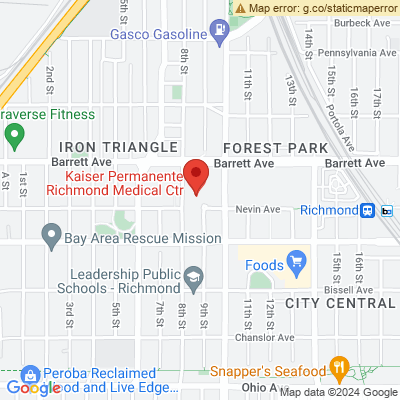 Map error: g.co/staticmaperror
Burbeck Ave
Gasco Gasoline
Pennsylvania Ave
2nd St
5th St
8th St
11th St
13th St
14th St
Portola Ave
16th St
17th St
raverse Fitness
IRON TRIANGLE
FOREST PARK
Barrett Ave
Barrett Ave
Barrett Ave
Kaiser Permanente
Richmond Medical Ctr
A St
1st St
Nevin Ave
Richmond
Bay Area Rescue Mission
Foods
Leadership Public
Schools - Richmond
Bissell Ave
CITY CENTRAL
3rd St
5th St
7th St
8th St
9th St
11th St
12th St
15th St
16th St
Chanslor Ave
Peroba Reclaimed
Wood and Live Edge...
Snapper's Seafood
Ohio Ave
Google
Map data ©2024 Google